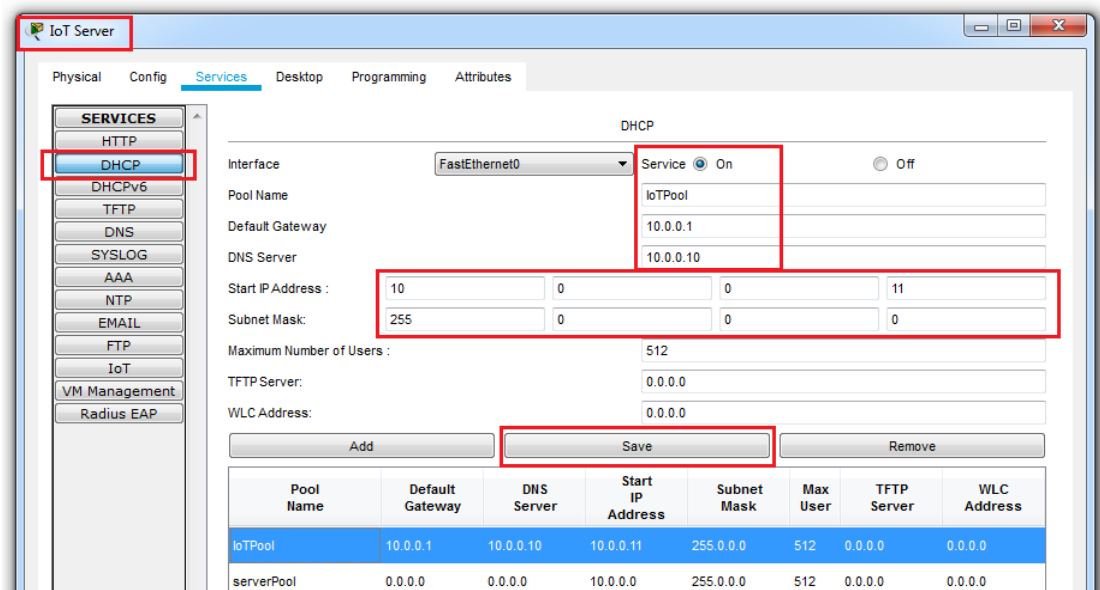 IoT Server
Physical Config Services Desktop Programming Attributes
SERVICES
HTTP
DHCP
DHCPv6
TFTP
DNS
SYSLOG
AAA
NTP
EMAIL
FTP
IoT
VM Management
Radius EAP
DHCP
Interface FastEthernet0 Service On Off
Pool Name IoTPool
Default Gateway 10.0.0.1
DNS Server 10.0.0.10
Start IP Address : 10 0 0 11
Subnet Mask: 255 0 0 0
Maximum Number of Users : 512
TFTP Server: 0.0.0.0
WLC Address: 0.0.0.0
Add Save Remove
Pool Name Default Gateway DNS Server Start IP Address Subnet Mask Max User TFTP Server WLC Address
IoTPool 10.0.0.1 10.0.0.10 10.0.0.11 255.0.0.0 512 0.0.0.0 0.0.0.0
serverPool 0.0.0.0 0.0.0.0 10.0.0.0 255.0.0.0 512 0.0.0.0 0.0.0.0